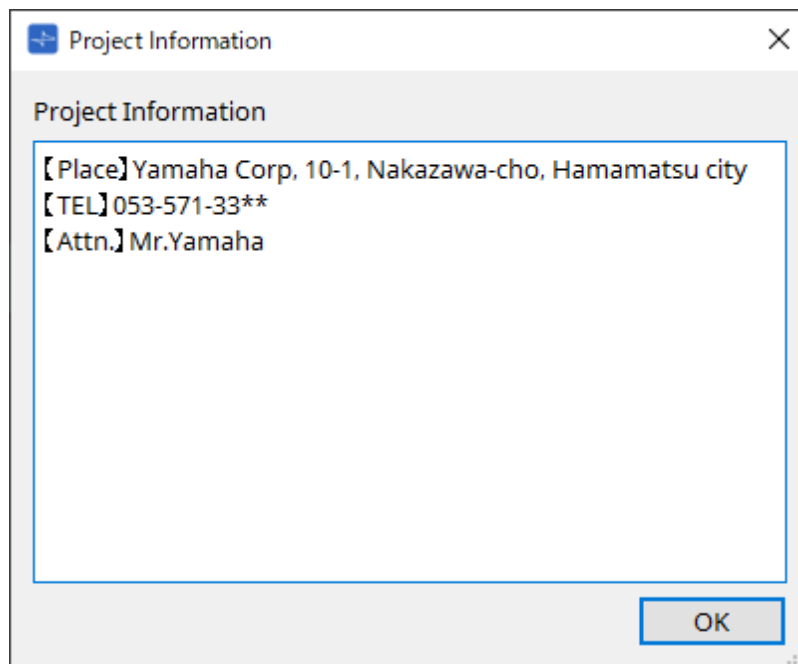 Project Information
Project Information
【Place】Yamaha Corp, 10-1, Nakazawa-cho, Hamamatsu city
【TEL】053-571-33**
【Attn.】Mr.Yamaha
OK